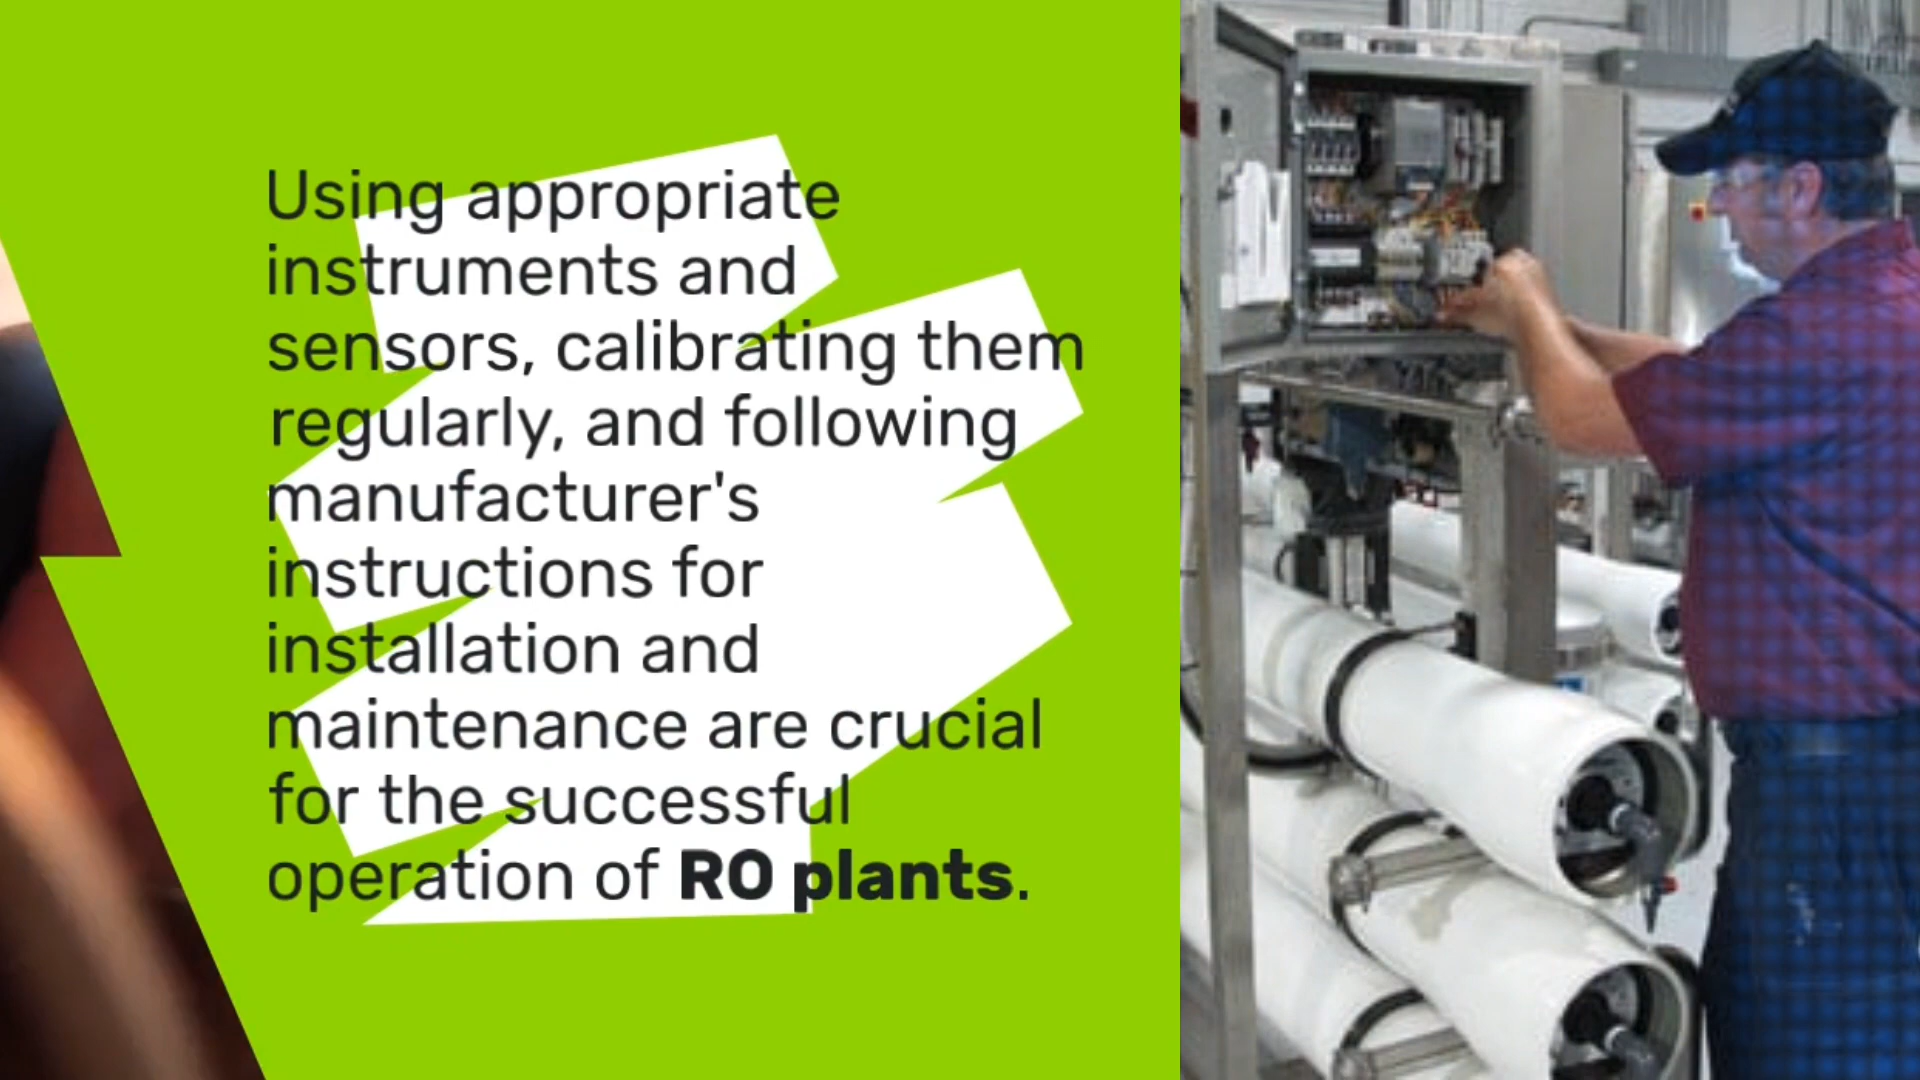 Using appropriate
instruments and
sensors, calibrating them
regularly, and following
manufacturer's
instructions for
installation and
maintenance are crucial
for the successful
operation of RO plants.